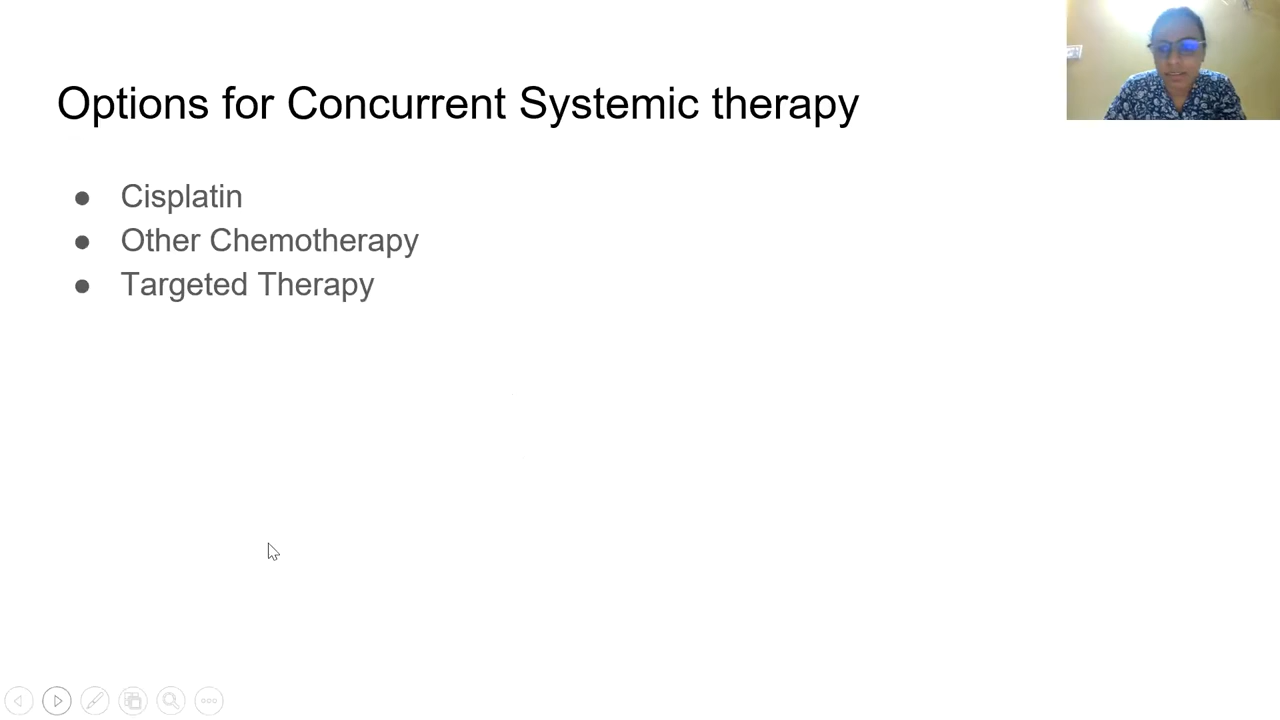 Options for Concurrent Systemic therapy
● Cisplatin
● Other Chemotherapy
● Targeted Therapy